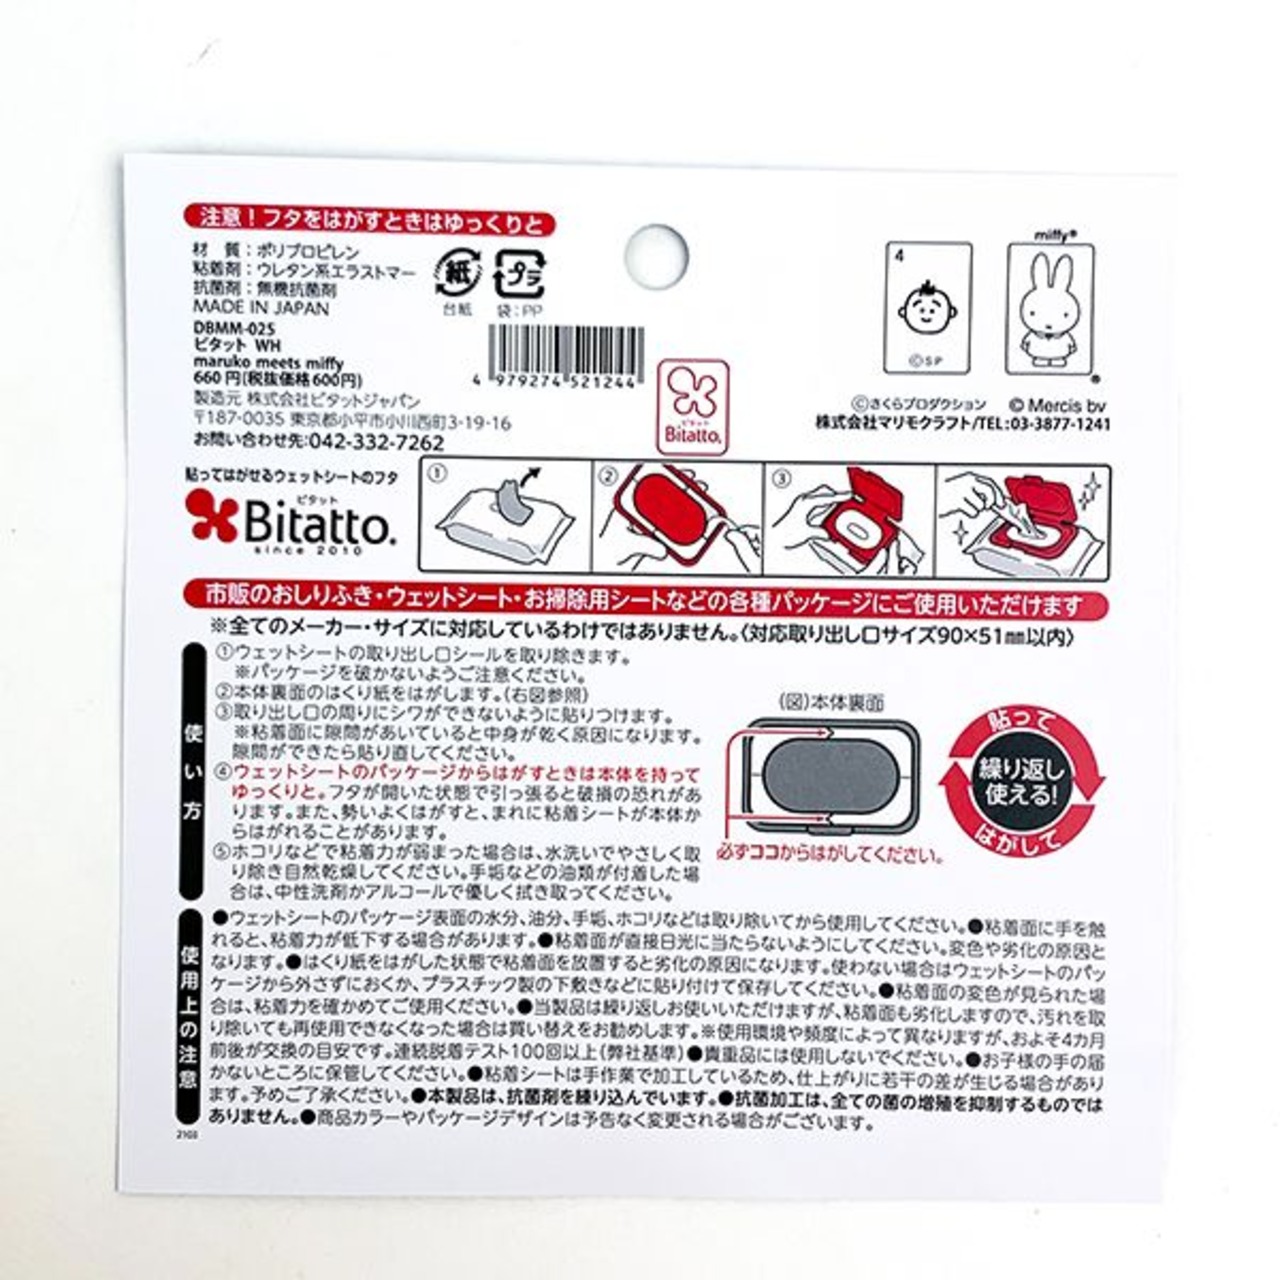 注意！フタをはがすときはゆっくりと
材　質：ポリプロピレン
粘着剤：ウレタン系エラストマー
抗菌剤：無機抗菌剤
MADE IN JAPAN
DBMM-025
ビタット WH
maruko meets miffy
660円(税抜価格600円)
製造元 株式会社ビタットジャパン
〒187-0035 東京都小平市小川西町3-19-16
お問い合わせ先:042-332-7262
紙
台紙
プラ
袋：PP
4 979274 521244
ビタット
Bitatto.
4
©SP
miffy®
®
©さくらプロダクション
© Mercis bv
株式会社マリモクラフト/TEL:03-3877-1241
貼ってはがせるウェットシートのフタ
ビタット
Bitatto.
since 2010
①
②
③
市販のおしりふき・ウェットシート・お掃除用シートなどの各種パッケージにご使用いただけます
※全てのメーカー・サイズに対応しているわけではありません。〈対応取り出し口サイズ90×51㎜以内〉
使い方
①ウェットシートの取り出し口シールを取り除きます。
※パッケージを破かないようご注意ください。
②本体裏面のはくり紙をはがします。(右図参照)
③取り出し口の周りにシワができないように貼りつけます。
※粘着面に隙間があいていると中身が乾く原因になります。
隙間ができたら貼り直してください。
④ウェットシートのパッケージからはがすときは本体を持って
ゆっくりと。フタが開いた状態で引っ張ると破損の恐れがあ
ります。また、勢いよくはがすと、まれに粘着シートが本体か
らはがれることがあります。
⑤ホコリなどで粘着力が弱まった場合は、水洗いでやさしく取
り除き自然乾燥してください。手垢などの油類が付着した場
合は、中性洗剤かアルコールで優しく拭き取ってください。
(図)本体裏面
必ずココからはがしてください。
貼って
繰り返し
使える!
はがして
使用上の注意
●ウェットシートのパッケージ表面の水分、油分、手垢、ホコリなどは取り除いてから使用してください。●粘着面に手を触
れると、粘着力が低下する場合があります。●粘着面が直接日光に当たらないようにしてください。変色や劣化の原因と
なります。●はくり紙をはがした状態で粘着面を放置すると劣化の原因になります。使わない場合はウェットシートのパッ
ケージから外さずにおくか、プラスチック製の下敷きなどに貼り付けて保存してください。●粘着面の変色が見られた場
合は、粘着力を確かめてご使用ください。●当製品は繰り返しお使いいただけますが、粘着面も劣化しますので、汚れを取
り除いても再使用できなくなった場合は買い替えをお勧めします。※使用環境や頻度によって異なりますが、およそ4カ月
前後が交換の目安です。連続脱着テスト100回以上(弊社基準)●貴重品には使用しないでください。●お子様の手の届
かないところに保管してください。●粘着シートは手作業で加工しているため、仕上がりに若干の差が生じる場合があり
ます。予めご了承ください。●本製品は、抗菌剤を練り込んでいます。●抗菌加工は、全ての菌の増殖を抑制するものでは
ありません。●商品カラーやパッケージデザインは予告なく変更される場合がございます。